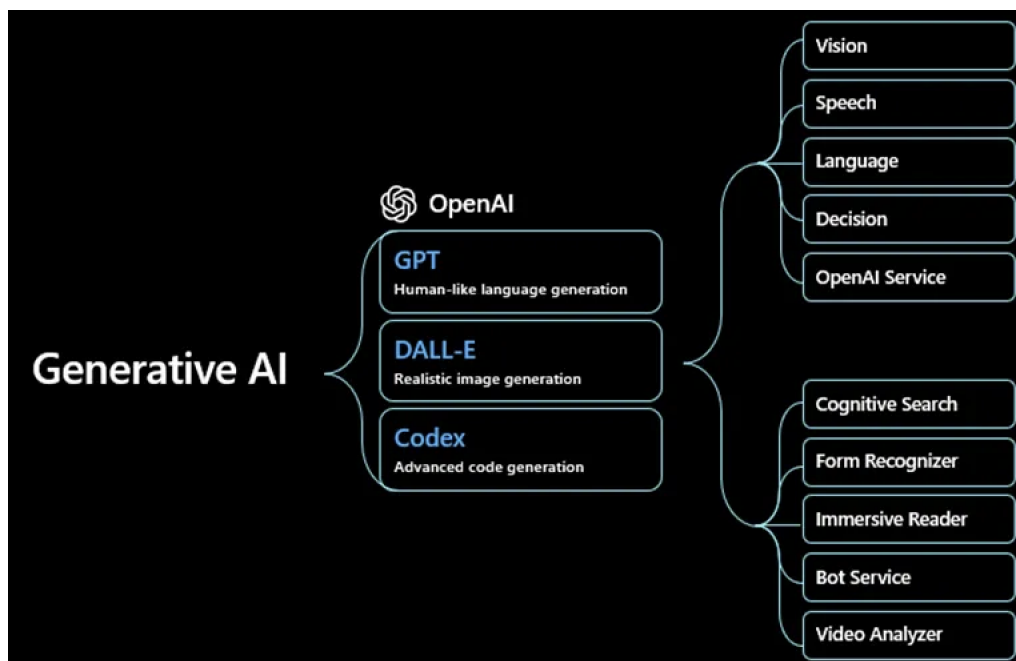 Generative AI
OpenAI
GPT
Human-like language generation
DALL-E
Realistic image generation
Codex
Advanced code generation
Vision
Speech
Language
Decision
OpenAI Service
Cognitive Search
Form Recognizer
Immersive Reader
Bot Service
Video Analyzer